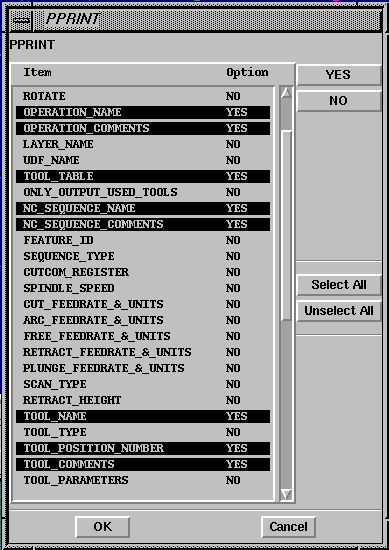 PPRINT
PPRINT
Item Option
ROTATE NO
OPERATION_NAME YES
OPERATION_COMMENTS YES
LAYER_NAME NO
UDF_NAME NO
TOOL_TABLE YES
ONLY_OUTPUT_USED_TOOLS NO
NC_SEQUENCE_NAME YES
NC_SEQUENCE_COMMENTS YES
FEATURE_ID NO
SEQUENCE_TYPE NO
CUTCOM_REGISTER NO
SPINDLE_SPEED NO
CUT_FEEDRATE_&_UNITS NO
ARC_FEEDRATE_&_UNITS NO
FREE_FEEDRATE_&_UNITS NO
RETRACT_FEEDRATE_&_UNITS NO
PLUNGE_FEEDRATE_&_UNITS NO
SCAN_TYPE NO
RETRACT_HEIGHT NO
TOOL_NAME YES
TOOL_TYPE NO
TOOL_POSITION_NUMBER YES
TOOL_COMMENTS YES
TOOL_PARAMETERS NO
YES
NO
Select All
Unselect All
OK Cancel